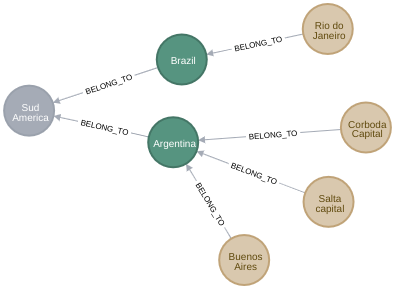 Rio do
Janeiro
BELONG_TO
Brazil
BELONG_TO
Sud
America
BELONG_TO
Argentina
BELONG_TO
Corboda
Capital
BELONG_TO
Salta
capital
BELONG_TO
Buenos
Aires